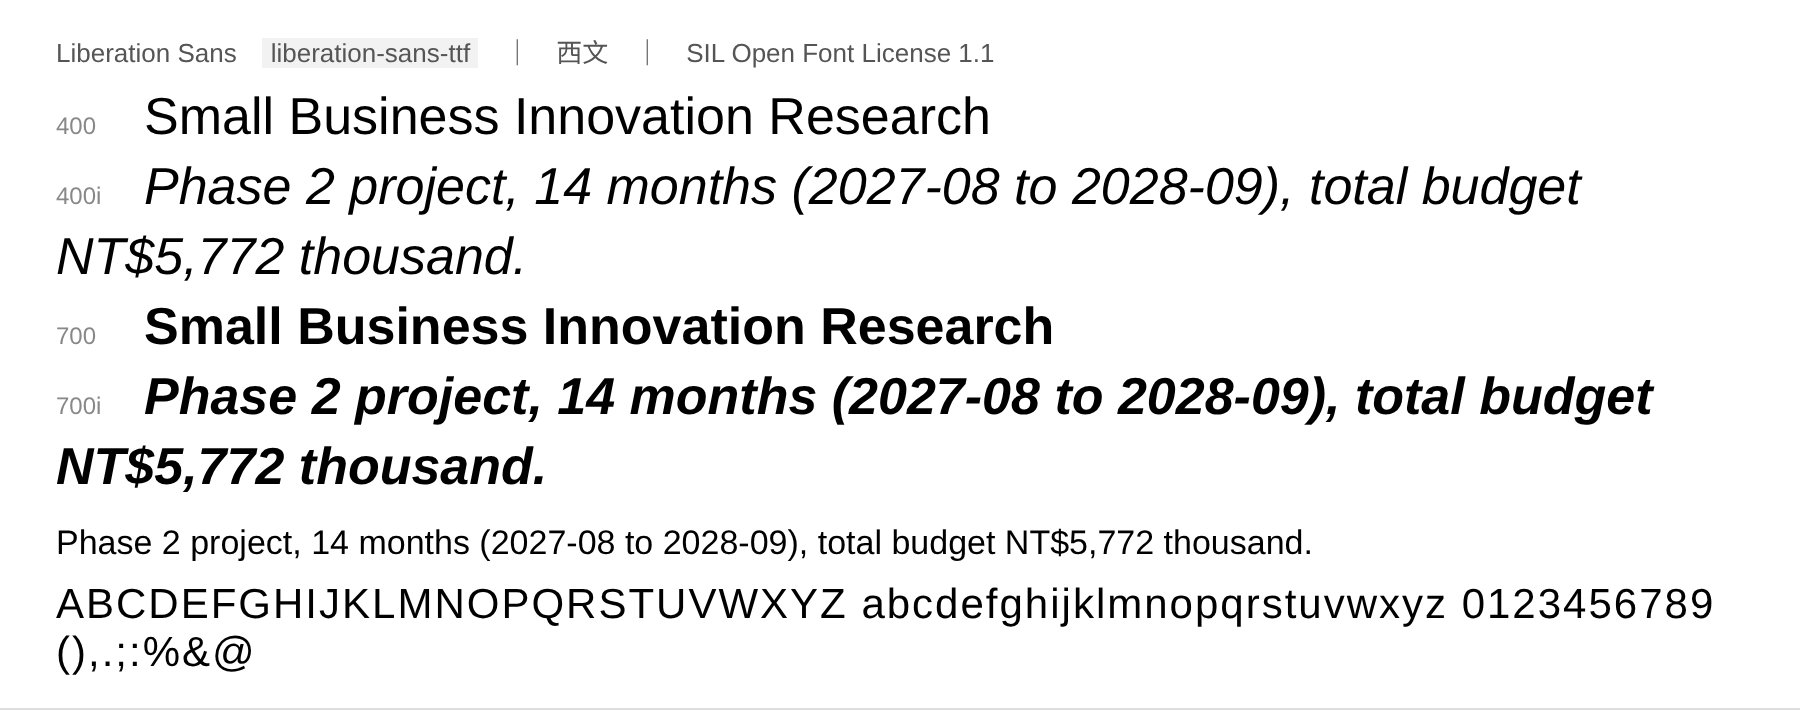 Liberation Sans liberation-sans-ttf ｜ 西文 ｜ SIL Open Font License 1.1
400 Small Business Innovation Research
400i Phase 2 project, 14 months (2027-08 to 2028-09), total budget
NT$5,772 thousand.
700 Small Business Innovation Research
700i Phase 2 project, 14 months (2027-08 to 2028-09), total budget
NT$5,772 thousand.
Phase 2 project, 14 months (2027-08 to 2028-09), total budget NT$5,772 thousand.
ABCDEFGHIJKLMNOPQRSTUVWXYZ abcdefghijklmnopqrstuvwxyz 0123456789
(),.;:%&@